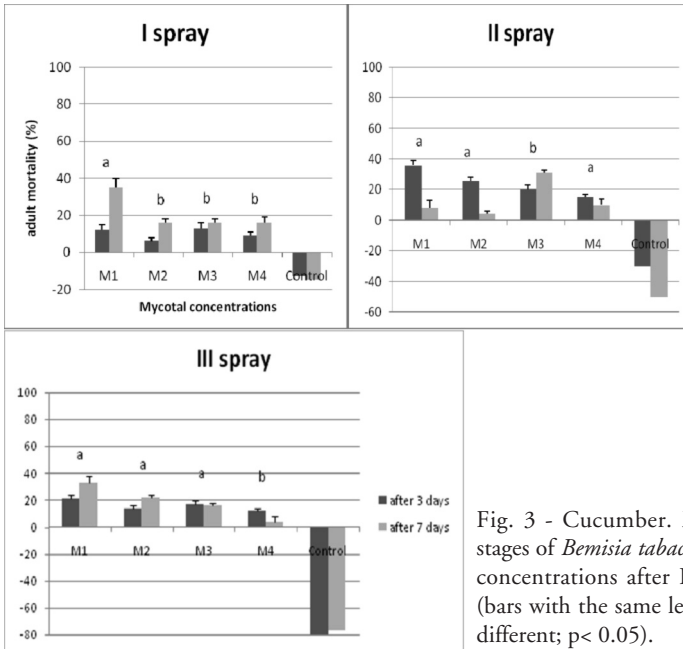 I spray
100
80
60
40
20
0
-20
adult mortality (%)
a
b
b
b
M1 M2 M3 M4 Control
Mycotal concentrations
II spray
100
80
60
40
20
0
-20
-40
-60
a
a
b
a
M1 M2 M3 M4 Control
III spray
100
80
60
40
20
0
-20
-40
-60
-80
a
a
a
b
M1 M2 M3 M4 Control
after 3 days
after 7 days
Fig. 3 - Cucumber.
stages of Bemisia
concentrations after
(bars with the same
different; p< 0.05).